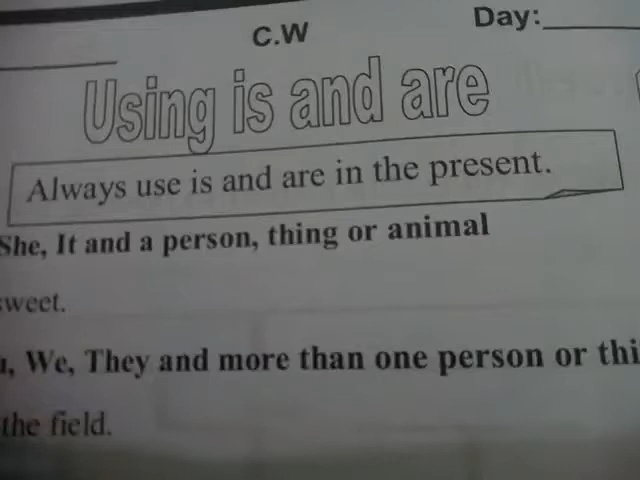 C.W Day:
Using is and are
Always use is and are in the present.
She, It and a person, thing or animal
sweet.
We, They and more than one person or thi
the field.